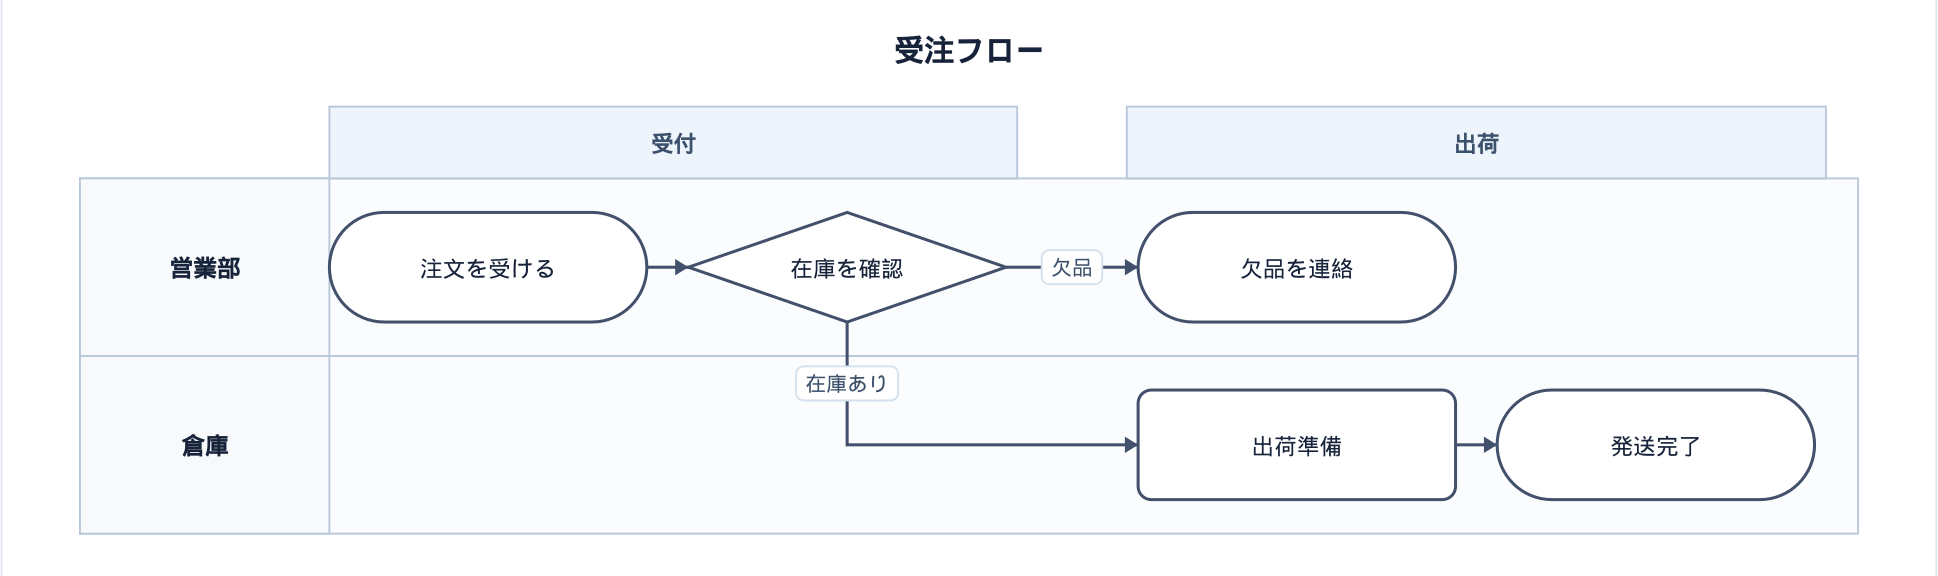 受注フロー
受付
出荷
営業部
注文を受ける
在庫を確認
欠品
欠品を連絡
在庫あり
倉庫
出荷準備
発送完了